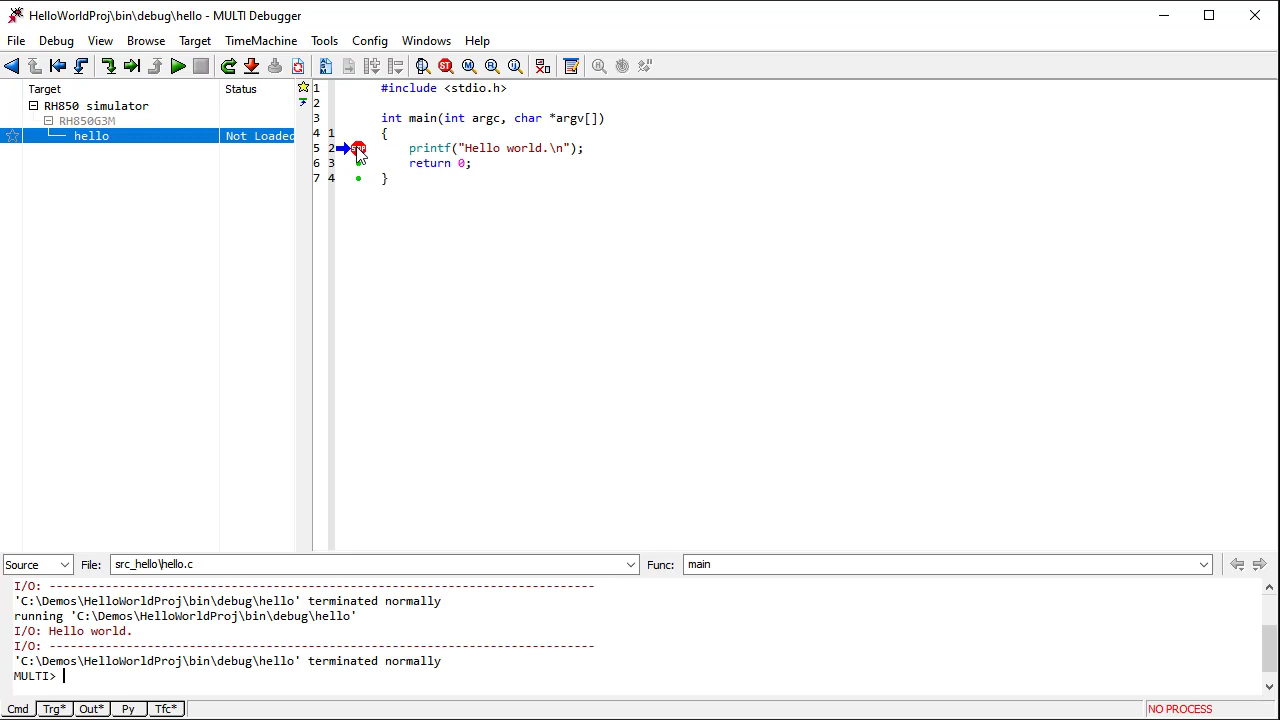 HelloWorldProj\bin\debug\hello - MULTI Debugger
File Debug View Browse Target TimeMachine Tools Config Windows Help
Target Status
RH850 simulator
RH850G3M
hello Not Loaded
1 #include <stdio.h>
2
3 int main(int argc, char *argv[])
4 1 {
5 2 printf("Hello world.\n");
6 3 return 0;
7 4 }
Source File: src_hello\hello.c Func: main
I/O: ------------------------------------------------------------------------------
'C:\Demos\HelloWorldProj\bin\debug\hello' terminated normally
running 'C:\Demos\HelloWorldProj\bin\debug\hello'
I/O: Hello world.
I/O: ------------------------------------------------------------------------------
'C:\Demos\HelloWorldProj\bin\debug\hello' terminated normally
MULTI>
Cmd Trg* Out* Py Tfc* NO PROCESS